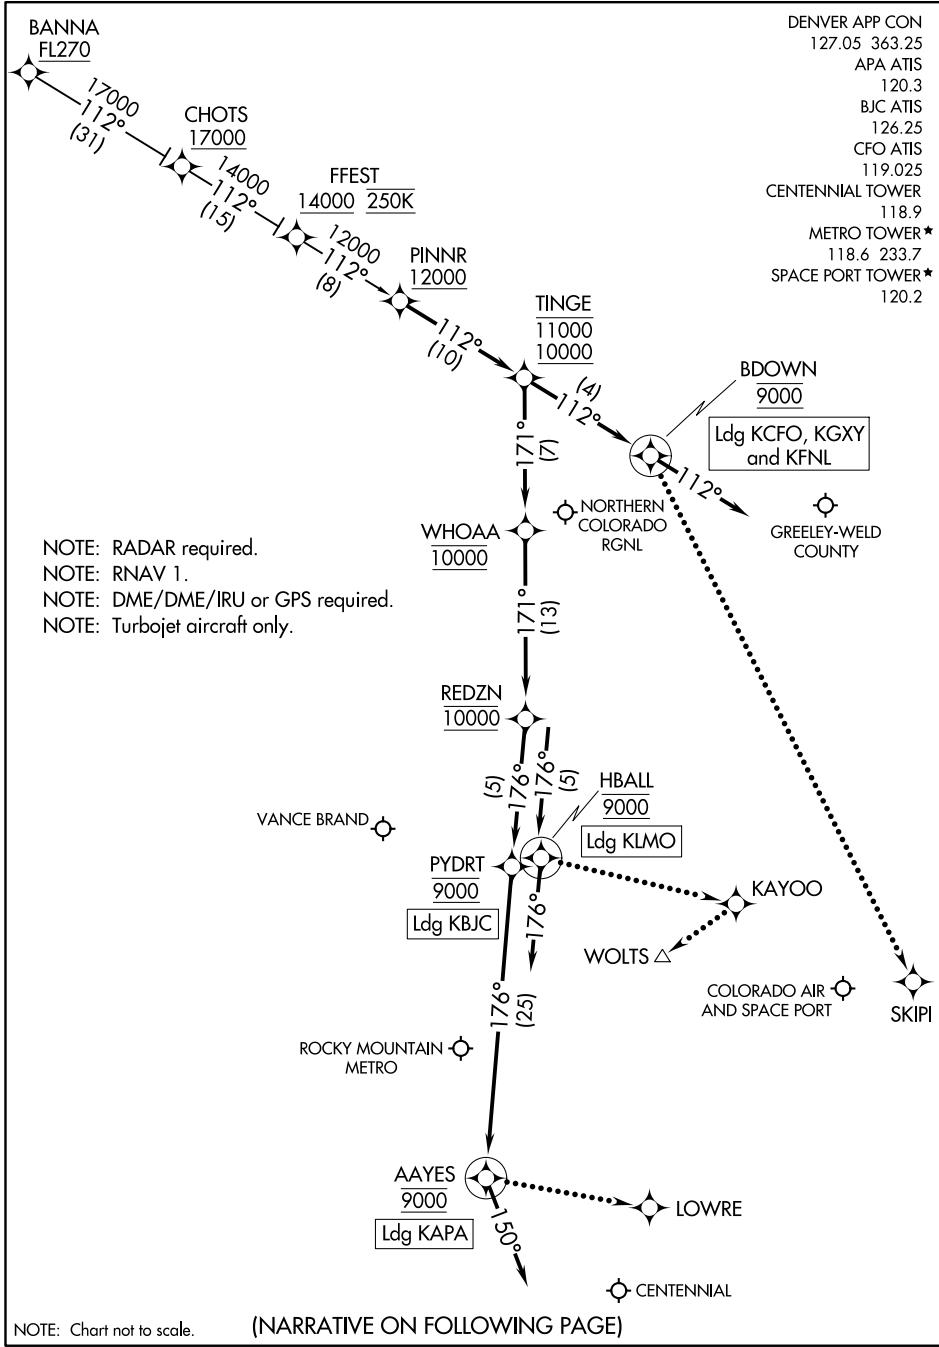 BANNA
FL270
17000
112°
(31)
CHOTS
17000
14000
112°
(15)
FFEST
14000 250K
12000
112°
(8)
PINNR
12000
112°
(10)
TINGE
11000
10000
(4)
112°
DENVER APP CON
127.05 363.25
APA ATIS
120.3
BJC ATIS
126.25
CFO ATIS
119.025
CENTENNIAL TOWER
118.9
METRO TOWER★
118.6 233.7
SPACE PORT TOWER★
120.2
BDOWN
9000
Ldg KCFO, KGXY
and KFNL
112°
171°
(7)
NORTHERN
COLORADO
RGNL
GREELEY-WELD
COUNTY
WHOAA
10000
NOTE: RADAR required.
NOTE: RNAV 1.
NOTE: DME/DME/IRU or GPS required.
NOTE: Turbojet aircraft only.
171°
(13)
REDZN
10000
(5)
176°
176°
(5)
HBALL
9000
Ldg KLMO
VANCE BRAND
PYDRT
9000
Ldg KBJC
176°
KAYOO
WOLTS
COLORADO AIR
AND SPACE PORT
SKIPI
176°
(25)
ROCKY MOUNTAIN
METRO
AAYES
9000
Ldg KAPA
150°
LOWRE
CENTENNIAL
NOTE: Chart not to scale.
(NARRATIVE ON FOLLOWING PAGE)